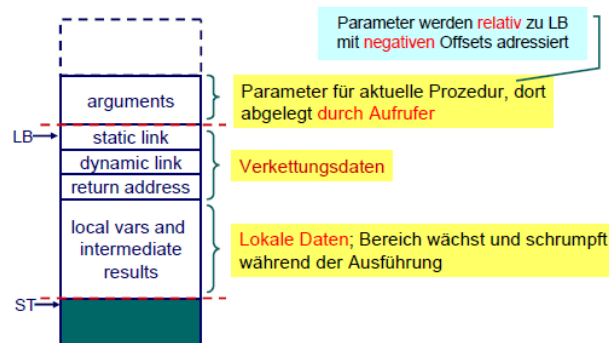 Parameter werden relativ zu LB
mit negativen Offsets adressiert
arguments
Parameter für aktuelle Prozedur, dort
abgelegt durch Aufrufer
LB
static link
dynamic link
return address
Verkettungsdaten
local vars and
intermediate
results
Lokale Daten; Bereich wächst und schrumpft
während der Ausführung
ST